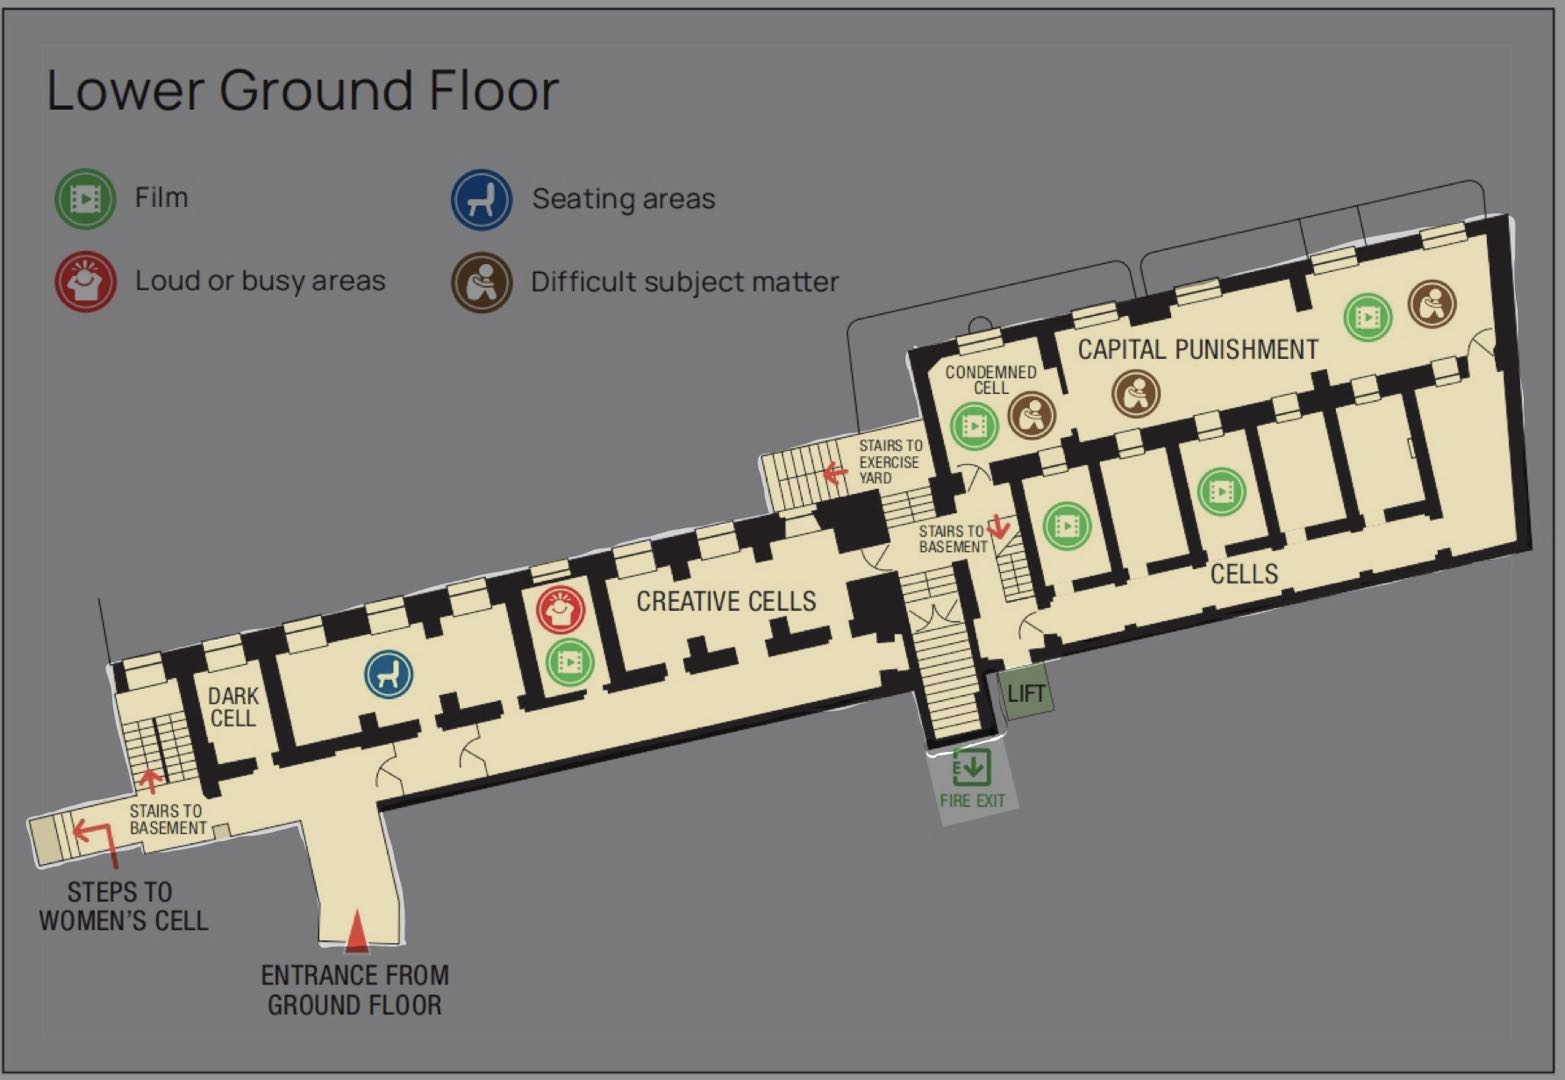 Lower Ground Floor
Film
Seating areas
Loud or busy areas
Difficult subject matter
CAPITAL PUNISHMENT
CONDEMNED
CELL
STAIRS TO
EXERCISE
YARD
STAIRS TO
BASEMENT
CELLS
CREATIVE CELLS
DARK
CELL
LIFT
E
FIRE EXIT
STAIRS TO
BASEMENT
STEPS TO
WOMEN'S CELL
ENTRANCE FROM
GROUND FLOOR